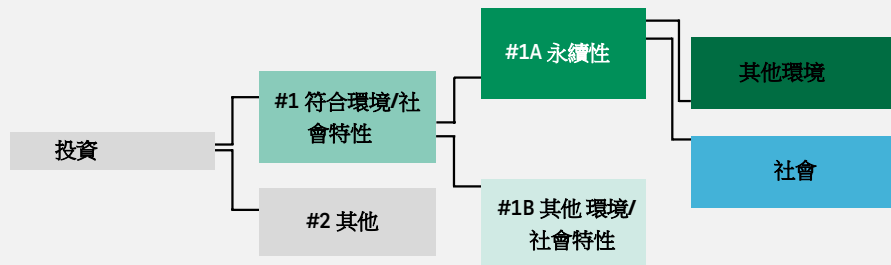 投資
#1 符合環境/社
會特性
#2 其他
#1A 永續性
#1B 其他 環境/
社會特性
其他環境
社會